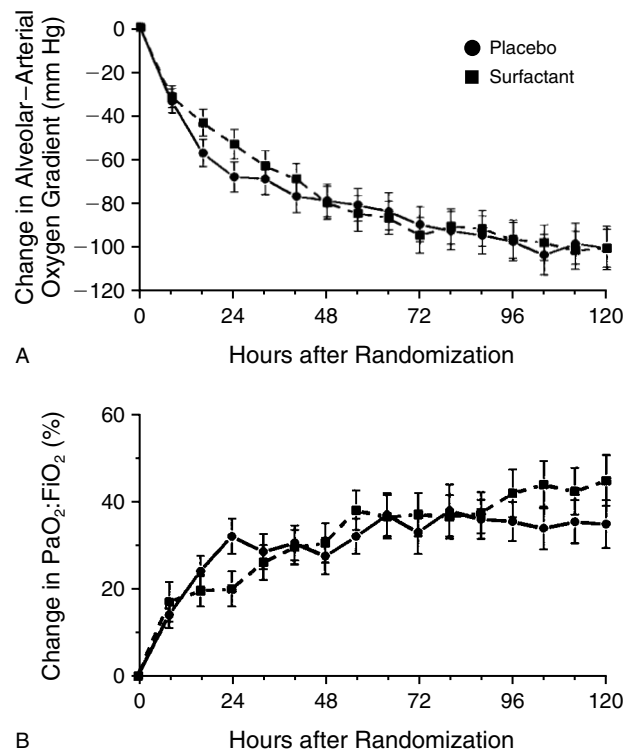 Change in Alveolar–Arterial
Oxygen Gradient (mm Hg)
0
−20
−40
−60
−80
−100
−120
Placebo
Surfactant
0 24 48 72 96 120
A
Hours after Randomization
Change in PaO₂:FiO₂ (%)
60
40
20
0
0 24 48 72 96 120
B
Hours after Randomization